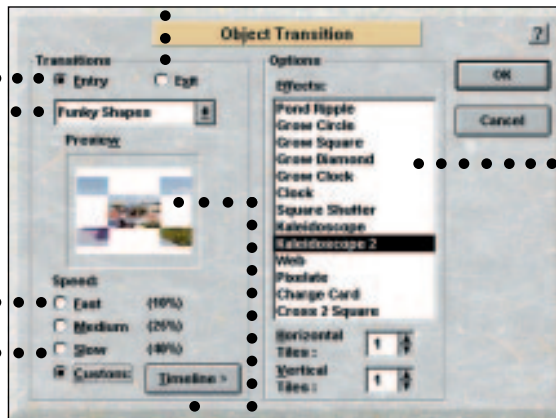 Object Transition
?
Transitions
Entry
Exit
Funky Shapes
Preview
Speed:
Fast (10%)
Medium (25%)
Slow (40%)
Custom:
Timeline >
Options
Effects:
Pond Ripple
Grow Circle
Grow Square
Grow Diamond
Grow Clock
Clock
Square Shutter
Kaleidoscope
Kaleidoscope 2
Web
Pixelate
Charge Card
Cross 2 Square
Horizontal
Tiles: 1
Vertical
Tiles: 1
OK
Cancel